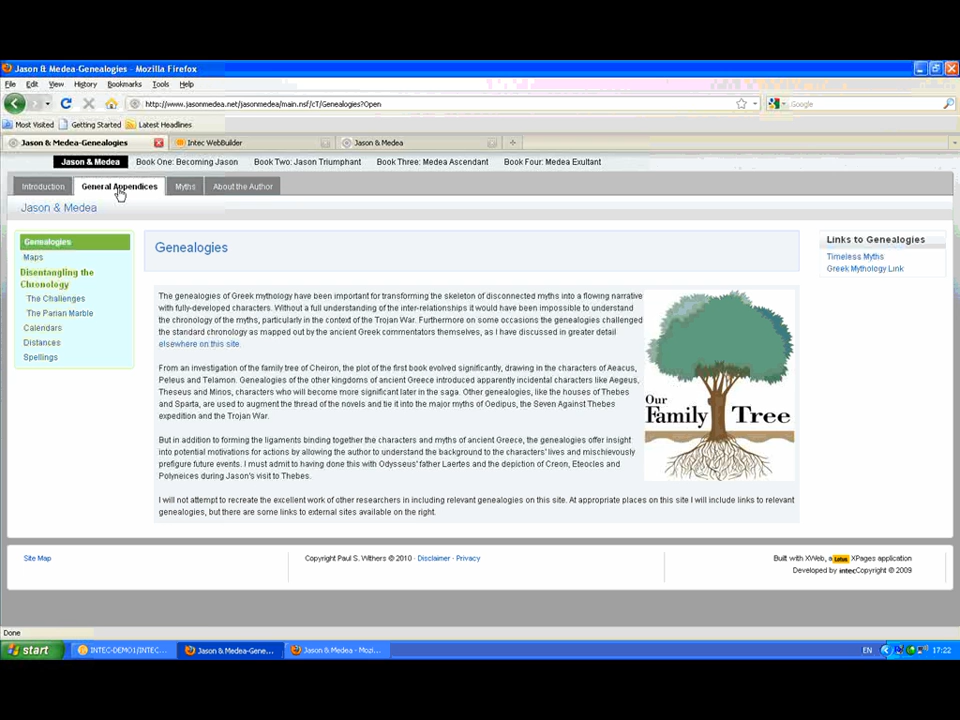 Jason & Medea-Genealogies - Mozilla Firefox
File Edit View History Bookmarks Tools Help
http://www.jasonmedea.net/jasonmedea/main.nsf/cT/Genealogies?Open
Google
Most Visited Getting Started Latest Headlines
Jason & Medea-Genealogies Intec WebBuilder Jason & Medea
Jason & Medea Book One: Becoming Jason Book Two: Jason Triumphant Book Three: Medea Ascendant Book Four: Medea Exultant
Introduction General Appendices Myths About the Author
Jason & Medea
Genealogies
Maps
Disentangling the
Chronology
The Challenges
The Parian Marble
Calendars
Distances
Spellings
Genealogies
The genealogies of Greek mythology have been important for transforming the skeleton of disconnected myths into a flowing narrative
with fully-developed characters. Without a full understanding of the inter-relationships it would have been impossible to understand
the chronology of the myths, particularly in the context of the Trojan War. Furthermore on some occasions the genealogies challenged
the standard chronology as mapped out by the ancient Greek commentators themselves, as I have discussed in greater detail
elsewhere on this site.
From an investigation of the family tree of Cheiron, the plot of the first book evolved significantly, drawing in the characters of Aeacus,
Peleus and Telamon. Genealogies of the other kingdoms of ancient Greece introduced apparently incidental characters like Aegeus,
Theseus and Minos, characters who will become more significant later in the saga. Other genealogies, like the houses of Thebes
and Sparta, are used to augment the thread of the novels and tie it into the major myths of Oedipus, the Seven Against Thebes
expedition and the Trojan War.
But in addition to forming the ligaments binding together the characters and myths of ancient Greece, the genealogies offer insight
into potential motivations for actions by allowing the author to understand the background to the characters' lives and mischievously
prefigure future events. I must admit to having done this with Odysseus' father Laertes and the depiction of Creon, Eteocles and
Polyneices during Jason's visit to Thebes.
I will not attempt to recreate the excellent work of other researchers in including relevant genealogies on this site. At appropriate places on this site I will include links to relevant
genealogies, but there are some links to external sites available on the right.
Our
Family Tree
Links to Genealogies
Timeless Myths
Greek Mythology Link
Site Map
Copyright Paul S. Withers © 2010 · Disclaimer · Privacy
Built with XWeb, a Lotus XPages application
Developed by intec Copyright © 2009
Done
start INTEC-DEMO1/INTEC... Jason & Medea-Gene... Jason & Medea - Mozi... EN 17:22